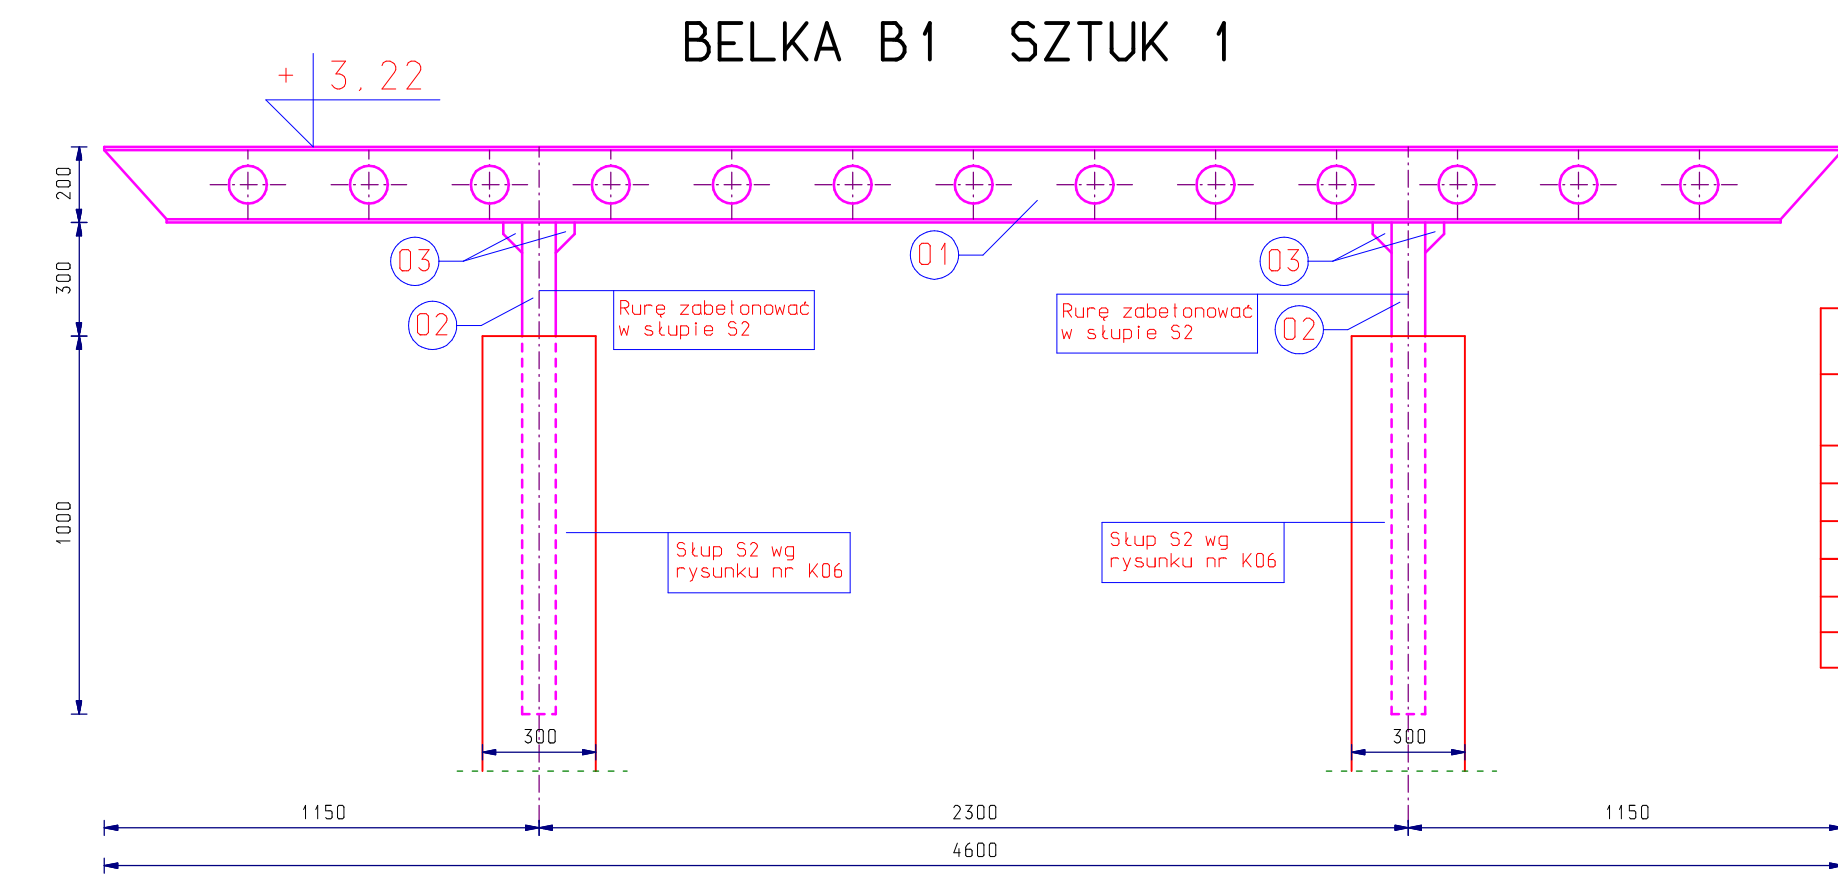 BELKA B1 SZTUK 1
+ 3,22
200
300
1000
03
01
03
02
Rurę zabetonować
w słupie S2
Rurę zabetonować
w słupie S2
02
Słup S2 wg
rysunku nr K06
Słup S2 wg
rysunku nr K06
300
300
1150
2300
1150
4600